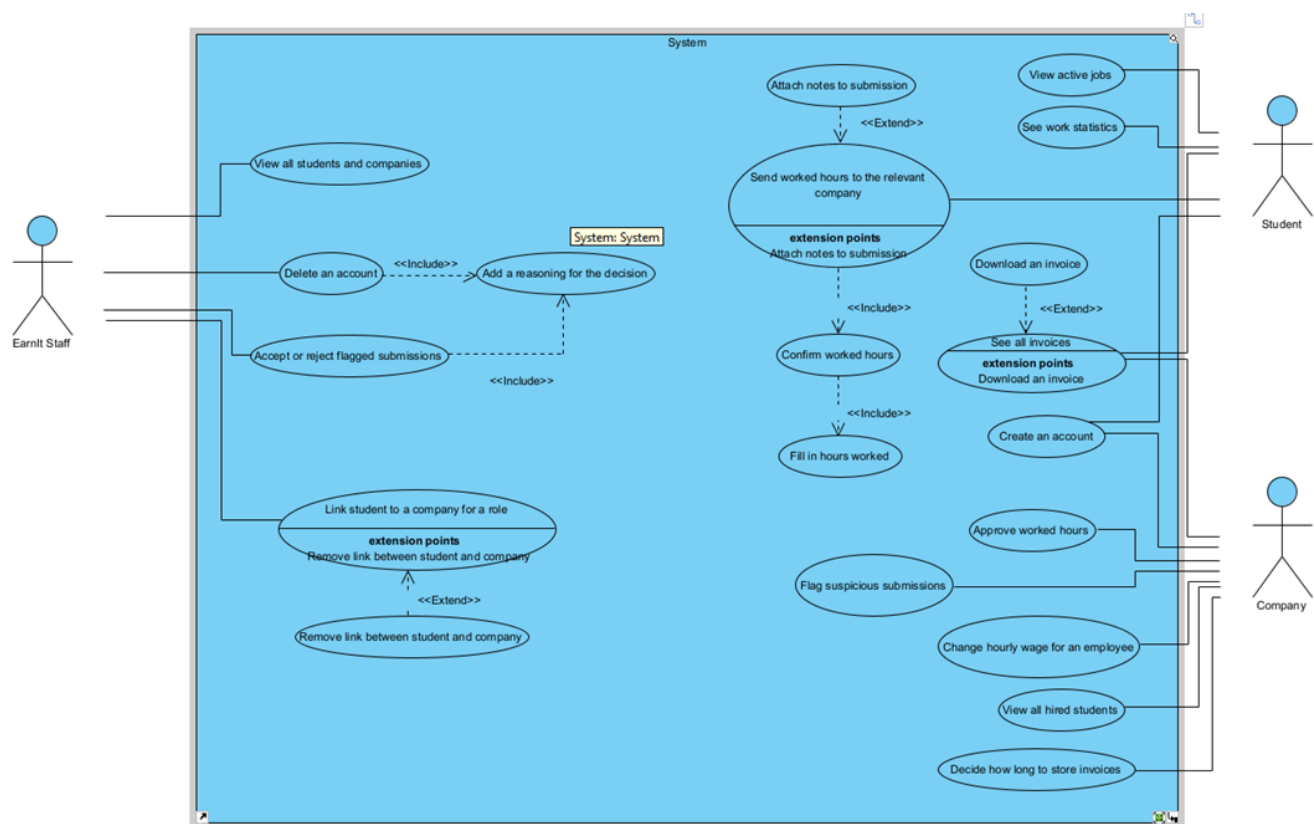 System
Attach notes to submission
<<Extend>>
Send worked hours to the relevant
company
extension points
Attach notes to submission
<<Include>>
Confirm worked hours
<<Include>>
Fill in hours worked
View active jobs
See work statistics
Student
Download an invoice
<<Extend>>
See all invoices
extension points
Download an invoice
Create an account
View all students and companies
System: System
Delete an account
<<Include>>
Add a reasoning for the decision
EarnIt Staff
Accept or reject flagged submissions
<<Include>>
Link student to a company for a role
extension points
Remove link between student and company
<<Extend>>
Remove link between student and company
Approve worked hours
Flag suspicious submissions
Company
Change hourly wage for an employee
View all hired students
Decide how long to store invoices